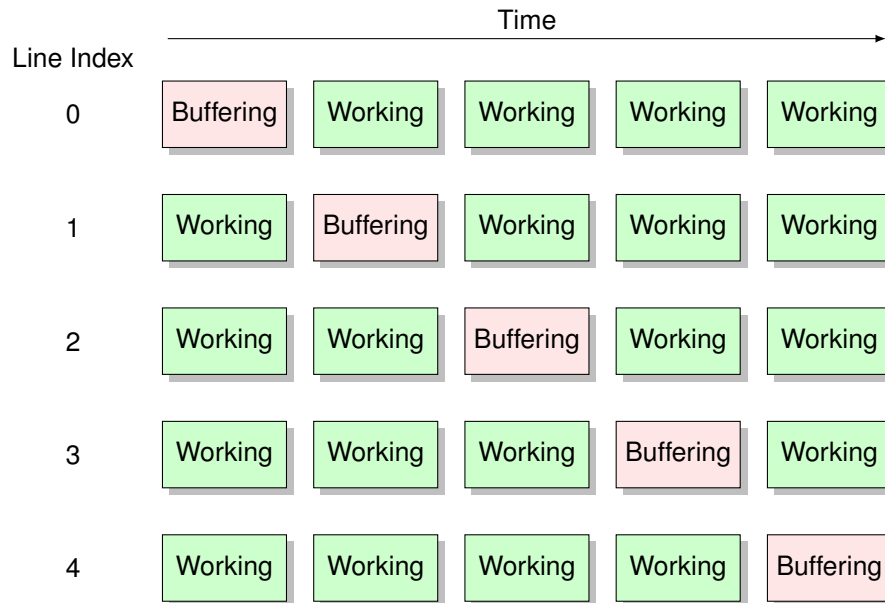 Time
Line Index
0 Buffering Working Working Working Working
1 Working Buffering Working Working Working
2 Working Working Buffering Working Working
3 Working Working Working Buffering Working
4 Working Working Working Working Buffering